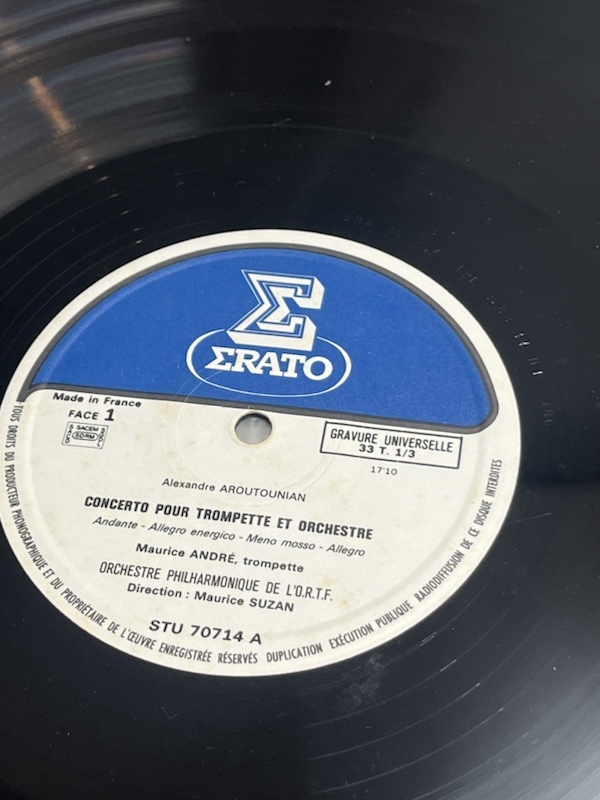 ΣRATO
Made in France
FACE 1
SACEM
SDRM
GRAVURE UNIVERSELLE
33 T. 1/3
17'10
Alexandre AROUTOUNIAN
CONCERTO POUR TROMPETTE ET ORCHESTRE
Andante - Allegro energico - Meno mosso - Allegro
Maurice ANDRÉ, trompette
ORCHESTRE PHILHARMONIQUE DE L'O.R.T.F.
Direction : Maurice SUZAN
STU 70714 A
TOUS DROITS DU PRODUCTEUR PHONOGRAPHIQUE ET DU PROPRIÉTAIRE DE L'ŒUVRE ENREGISTRÉE RÉSERVÉS DUPLICATION EXÉCUTION PUBLIQUE RADIODIFFUSION DE CE DISQUE INTERDITES